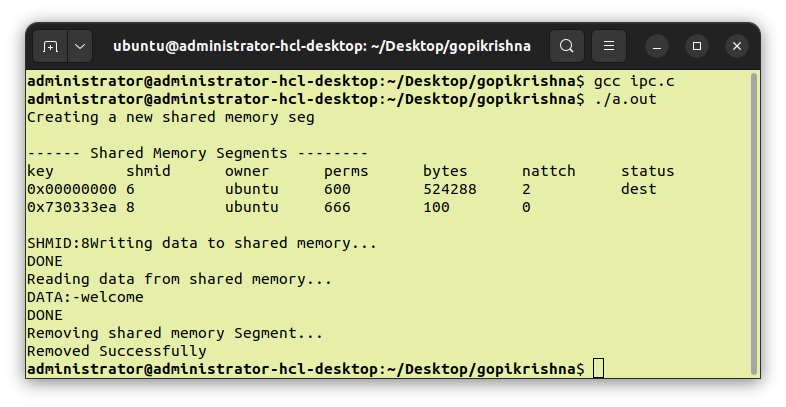 ubuntu@administrator-hcl-desktop: ~/Desktop/gopikrishna
administrator@administrator-hcl-desktop:~/Desktop/gopikrishna$ gcc ipc.c
administrator@administrator-hcl-desktop:~/Desktop/gopikrishna$ ./a.out
Creating a new shared memory seg
------ Shared Memory Segments --------
key        shmid      owner      perms      bytes      nattch     status
0x00000000 6          ubuntu     600        524288     2          dest
0x730333ea 8          ubuntu     666        100        0
SHMID:8Writing data to shared memory...
DONE
Reading data from shared memory...
DATA:-welcome
DONE
Removing shared memory Segment...
Removed Successfully
administrator@administrator-hcl-desktop:~/Desktop/gopikrishna$